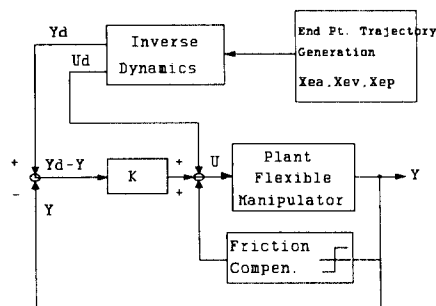 End Pt. Trajectory
Generation
Xea.Xev.Xep
Inverse
Dynamics
Yd
Ud
+
Yd-Y
-
Y
K
+
+
U
Plant
Flexible
Manipulator
Y
Friction
Compen.